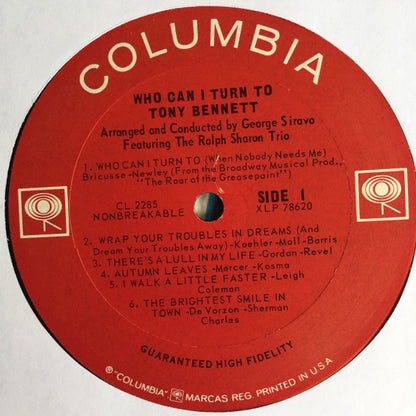 COLUMBIA
WHO CAN I TURN TO
TONY BENNETT
Arranged and Conducted by George Siravo
Featuring The Ralph Sharon Trio
1. WHO CAN I TURN TO (When Nobody Needs Me)
Bricusse-Newley (From the Broadway Musical Prod.,
"The Roar of the Greasepaint")
CL 2285
NONBREAKABLE
SIDE 1
XLP 78620
2. WRAP YOUR TROUBLES IN DREAMS (And
Dream Your Troubles Away)-Koehler-Moll-Barris
3. THERE'S A LULL IN MY LIFE-Gordon-Revel
4. AUTUMN LEAVES-Mercer-Kosma
5. I WALK A LITTLE FASTER-Leigh
Coleman
6. THE BRIGHTEST SMILE IN
TOWN-De Vorzon-Sherman
Charles
GUARANTEED HIGH FIDELITY
® "COLUMBIA" MARCAS REG. PRINTED IN U.S.A.